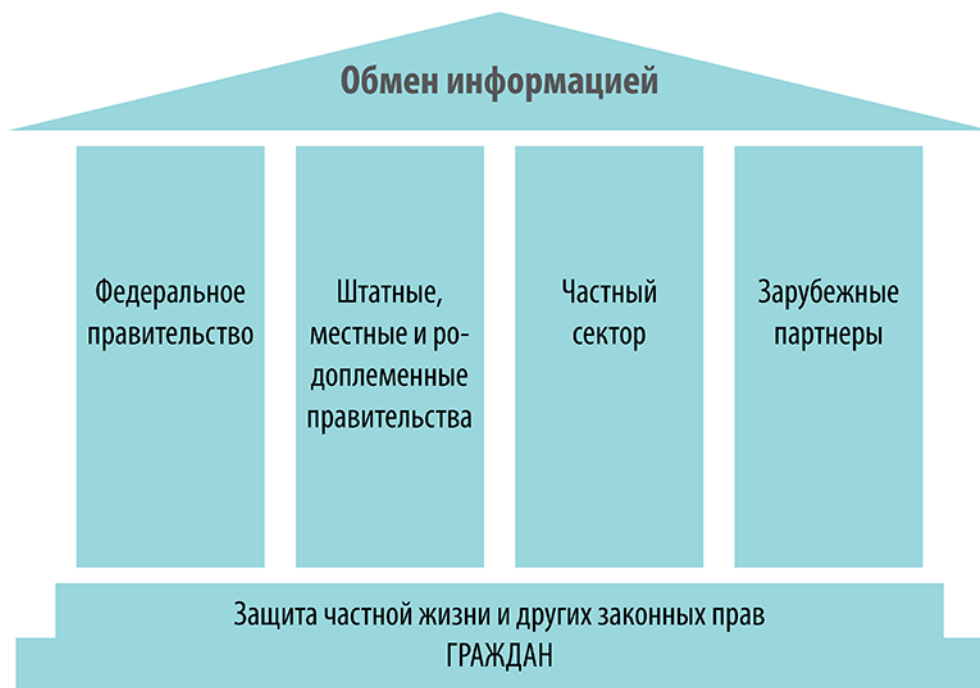 Обмен информацией
Федеральное
правительство
Штатные,
местные и ро-
доплеменные
правительства
Частный
сектор
Зарубежные
партнеры
Защита частной жизни и других законных прав
ГРАЖДАН